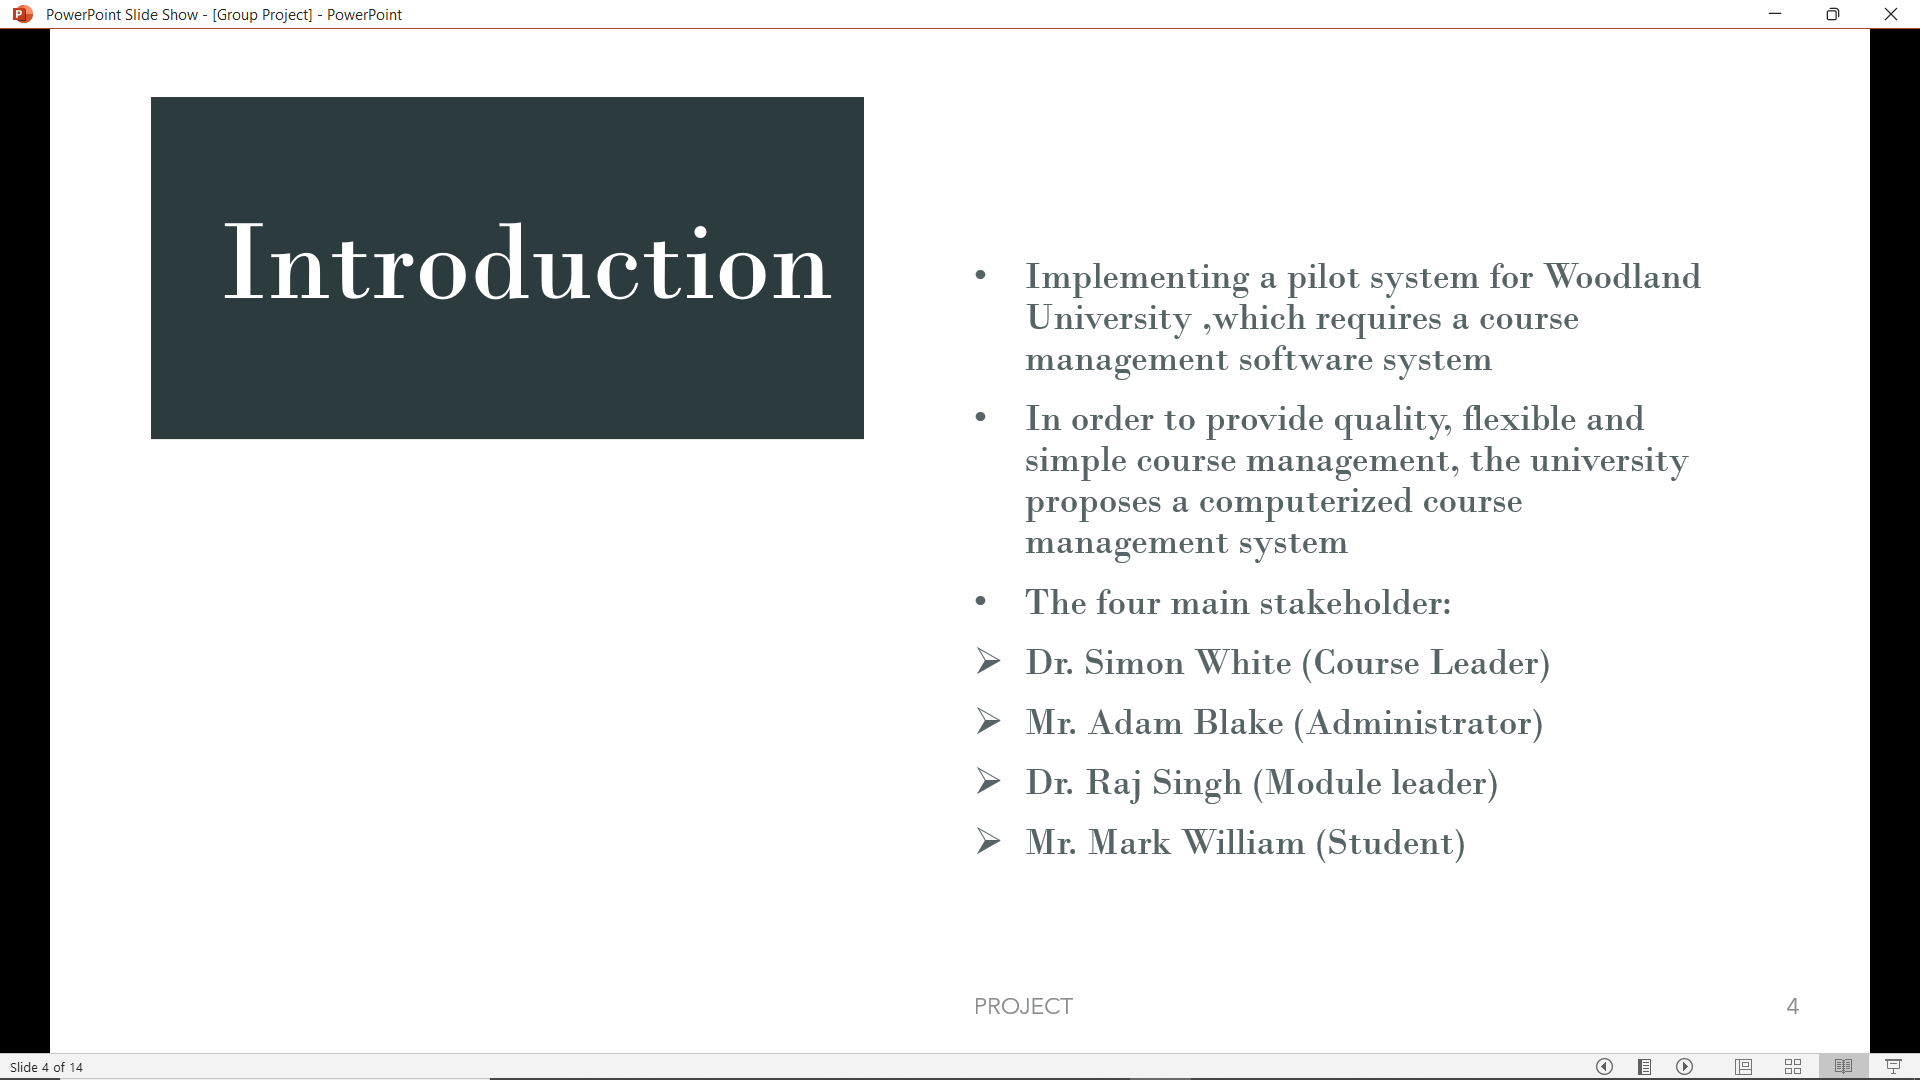 PowerPoint Slide Show - [Group Project] - PowerPoint
Introduction
• Implementing a pilot system for Woodland
University ,which requires a course
management software system
• In order to provide quality, flexible and
simple course management, the university
proposes a computerized course
management system
• The four main stakeholder:
➢ Dr. Simon White (Course Leader)
➢ Mr. Adam Blake (Administrator)
➢ Dr. Raj Singh (Module leader)
➢ Mr. Mark William (Student)
PROJECT 4
Slide 4 of 14